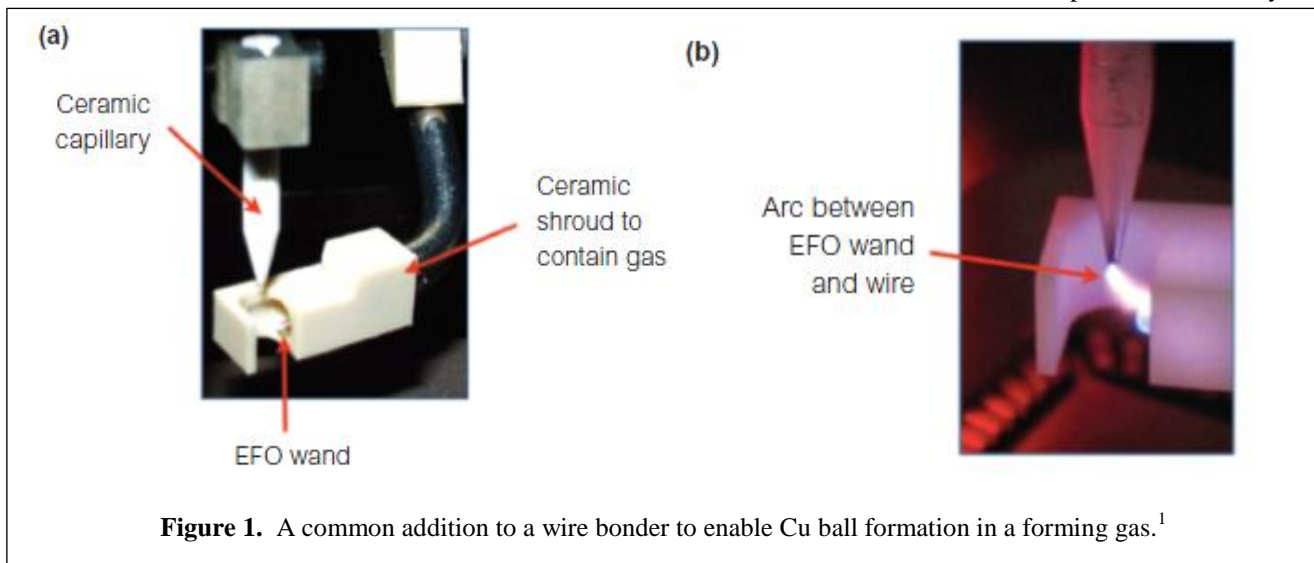 (a)
Ceramic
capillary
Ceramic
shroud to
contain gas
EFO wand
(b)
Arc between
EFO wand
and wire
Figure 1. A common addition to a wire bonder to enable Cu ball formation in a forming gas.1